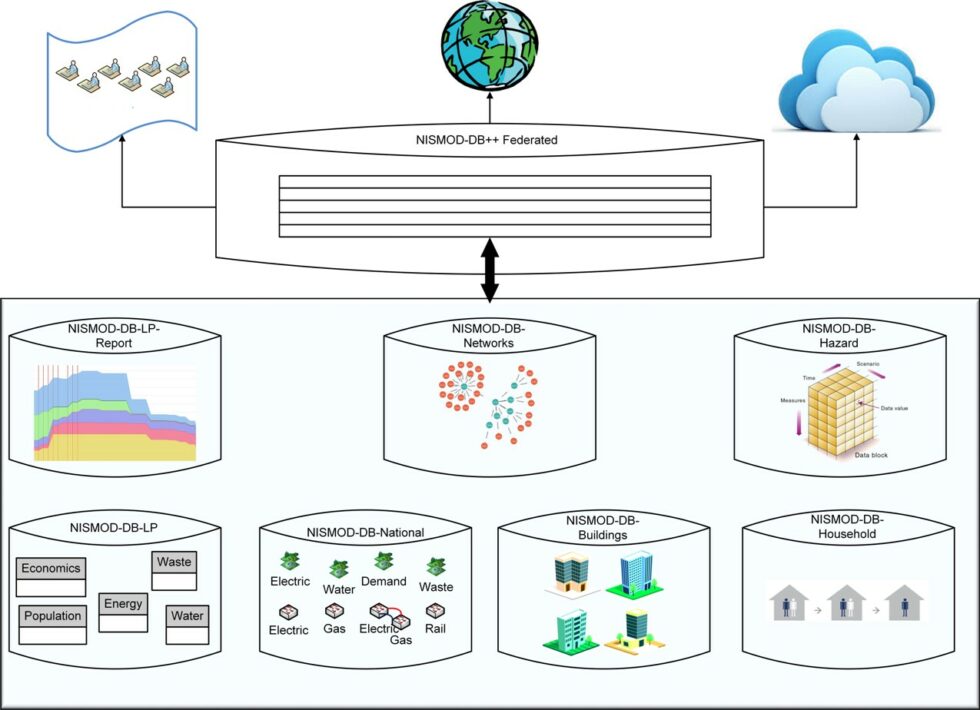 NISMOD-DB++ Federated
NISMOD-DB-LP-
Report
NISMOD-DB-
Networks
NISMOD-DB-
Hazard
Time
Scenario
Measures
Data value
Data block
NISMOD-DB-LP
Economics
Waste
Population
Energy
Water
NISMOD-DB-National
Electric
Water
Demand
Waste
Electric
Gas
Electric
Gas
Rail
NISMOD-DB-
Buildings
NISMOD-DB-
Household